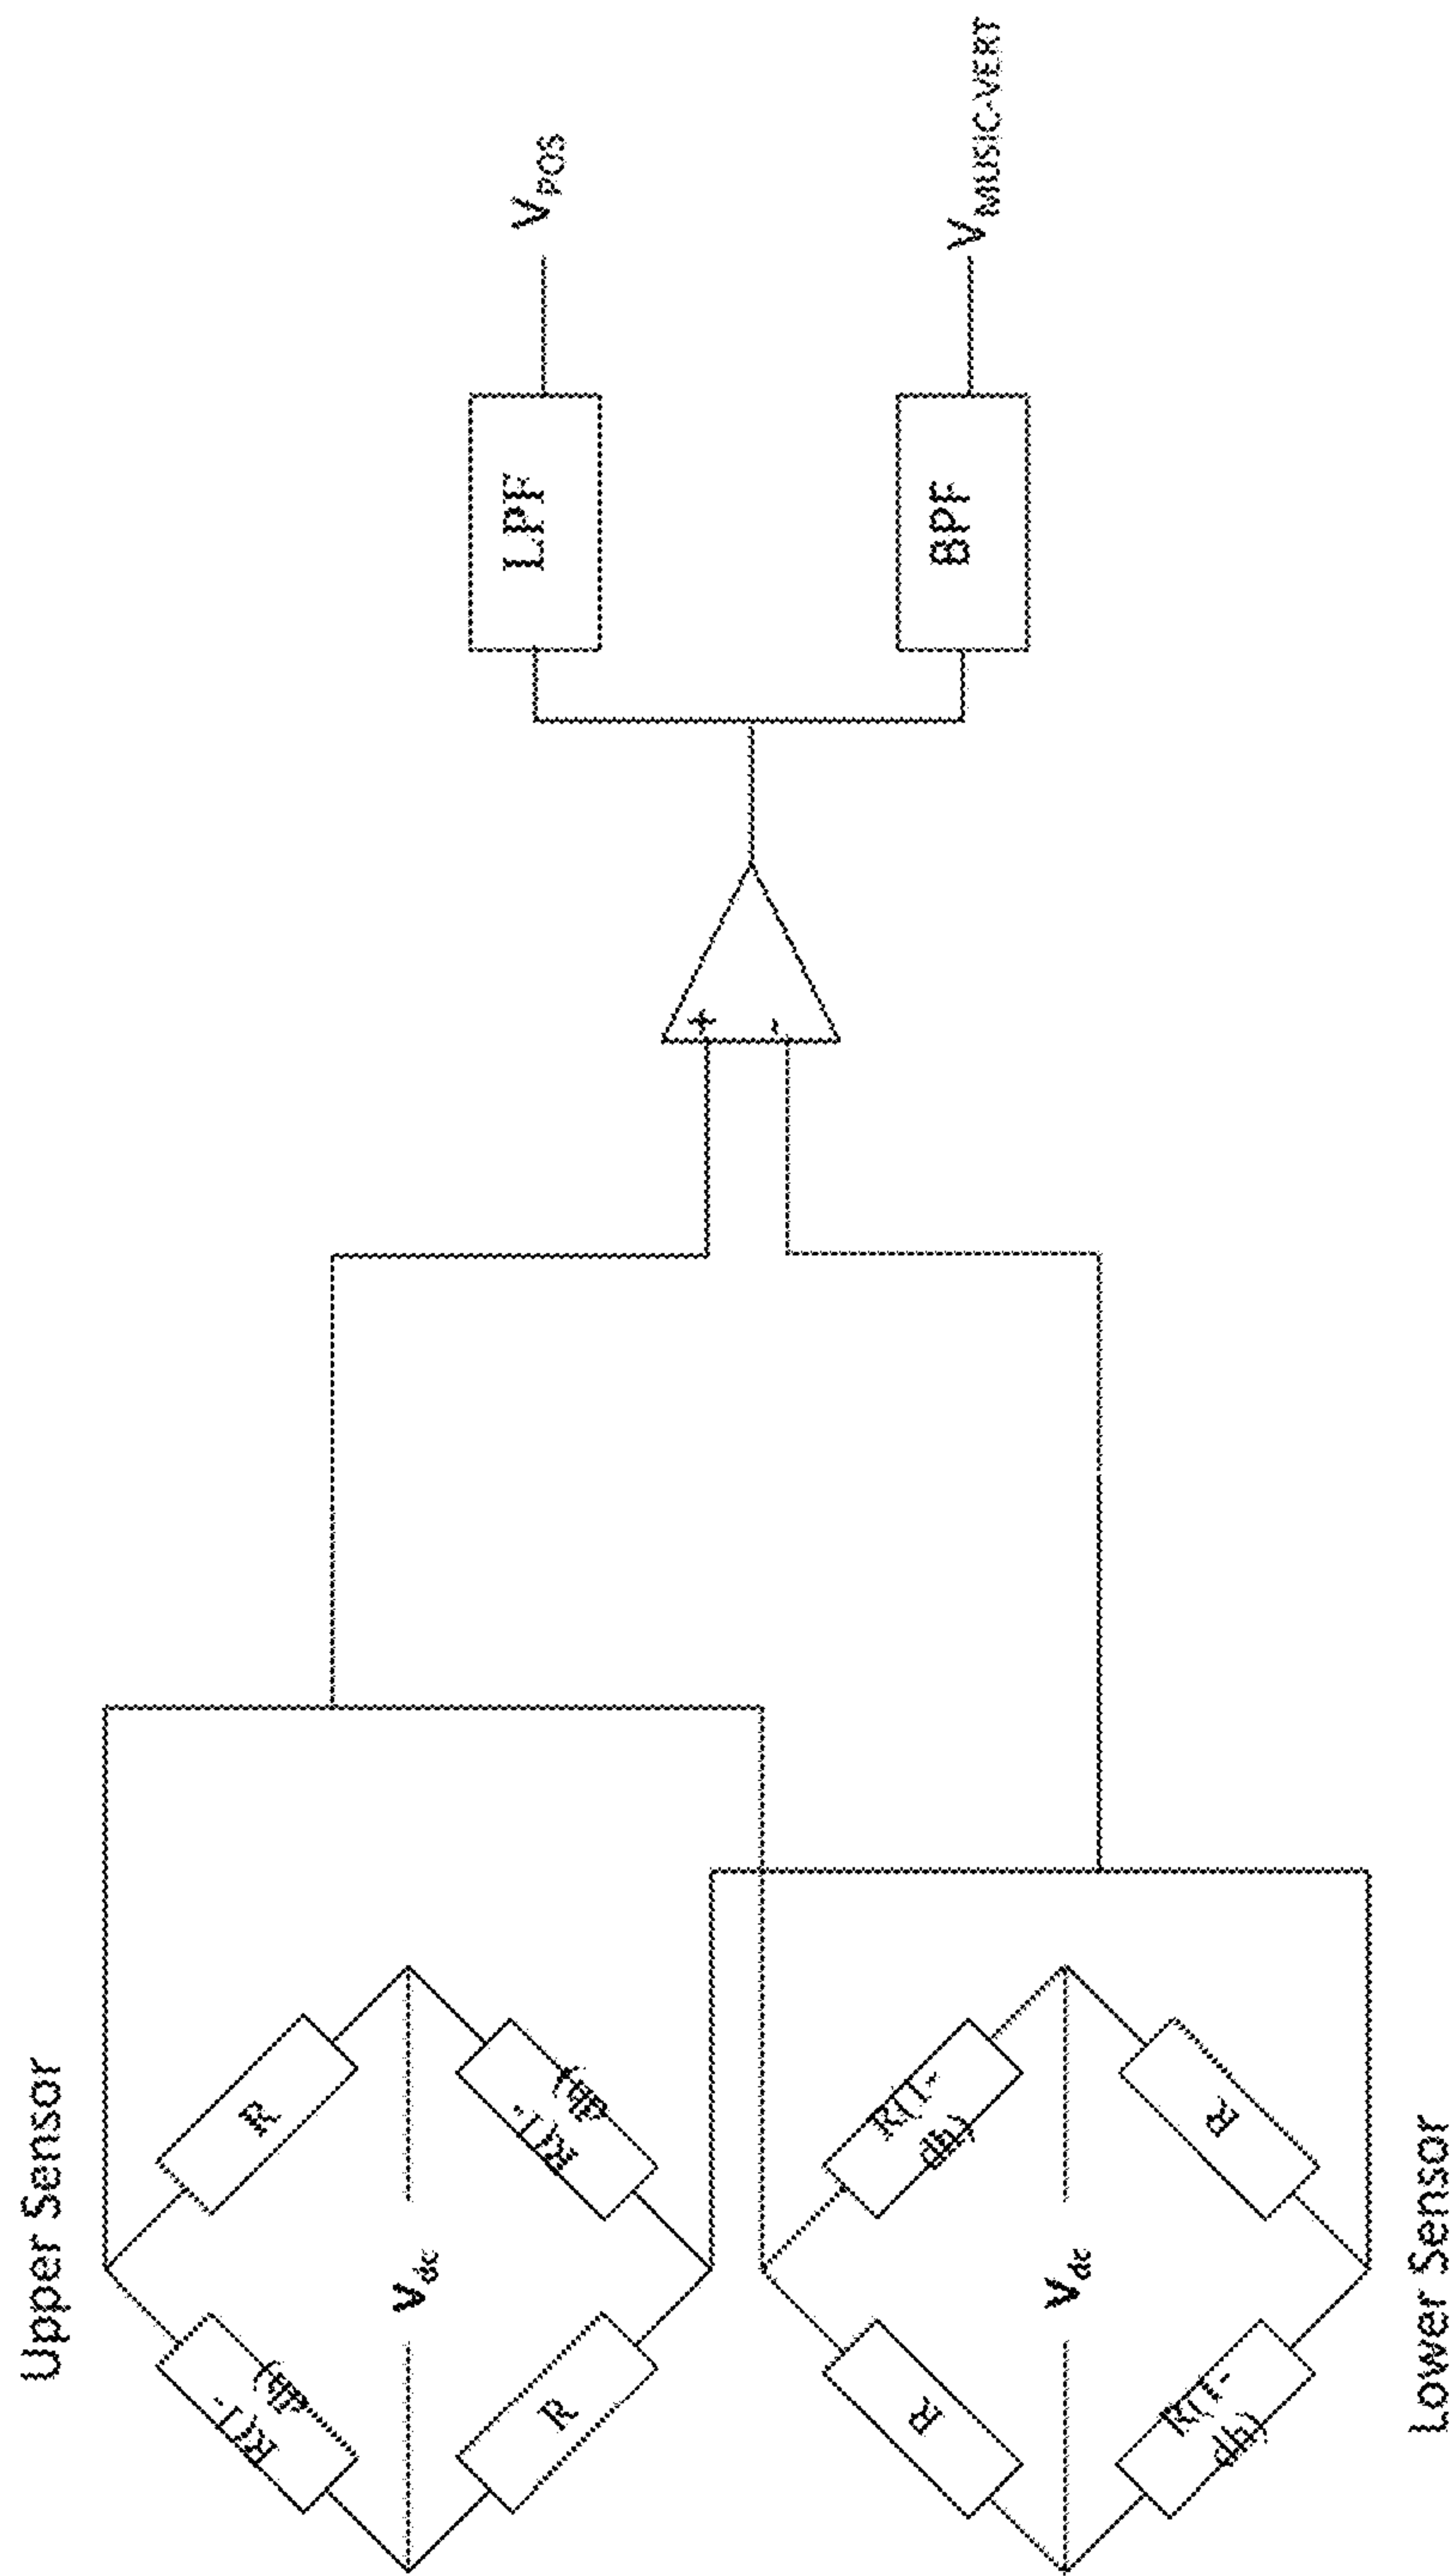 Upper Sensor
R(1-
dh)
R
V_dc
R
R(1-
dh)
V_POS
LPF
+
-
BPF
V_MUSIC-VERT
R
R(1-
dh)
V_dc
R(1-
dh)
R
Lower Sensor